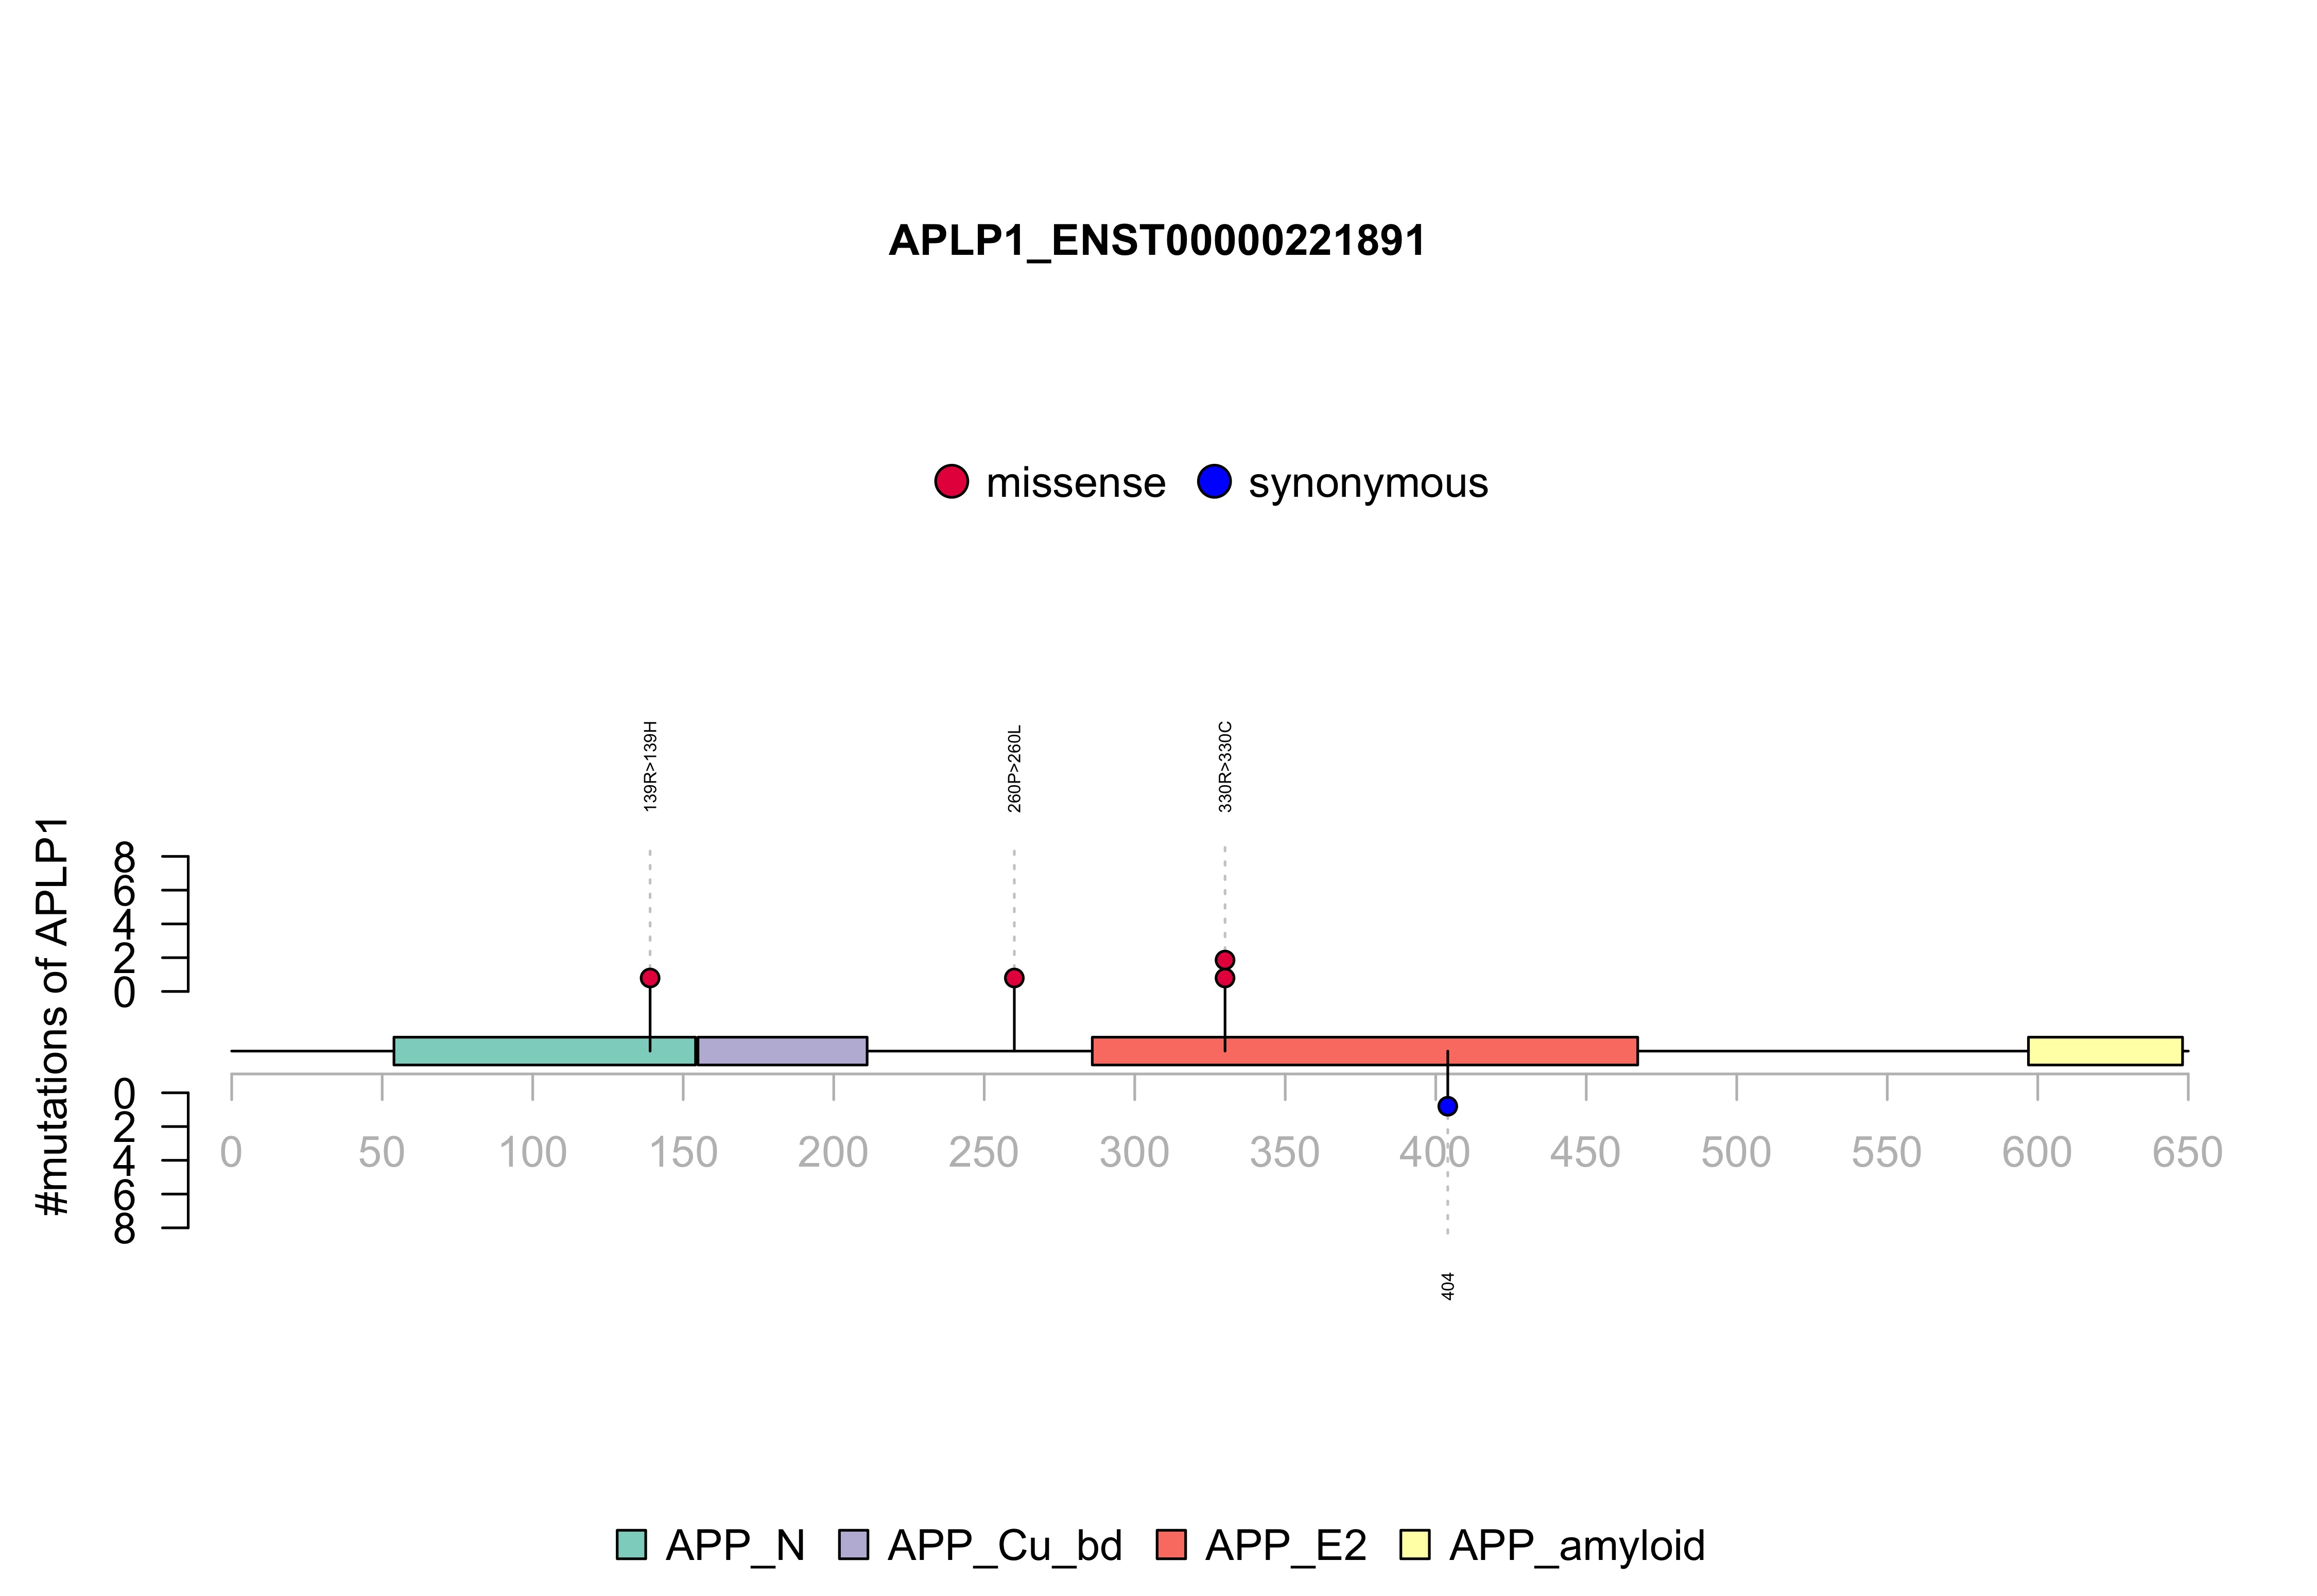 APLP1_ENST00000221891
missense synonymous
139R>139H 260P>260L 330R>330C
#mutations of APLP1
8
6
4
2
0
0
2
4
6
8
0 50 100 150 200 250 300 350 400 450 500 550 600 650
404
APP_N APP_Cu_bd APP_E2 APP_amyloid